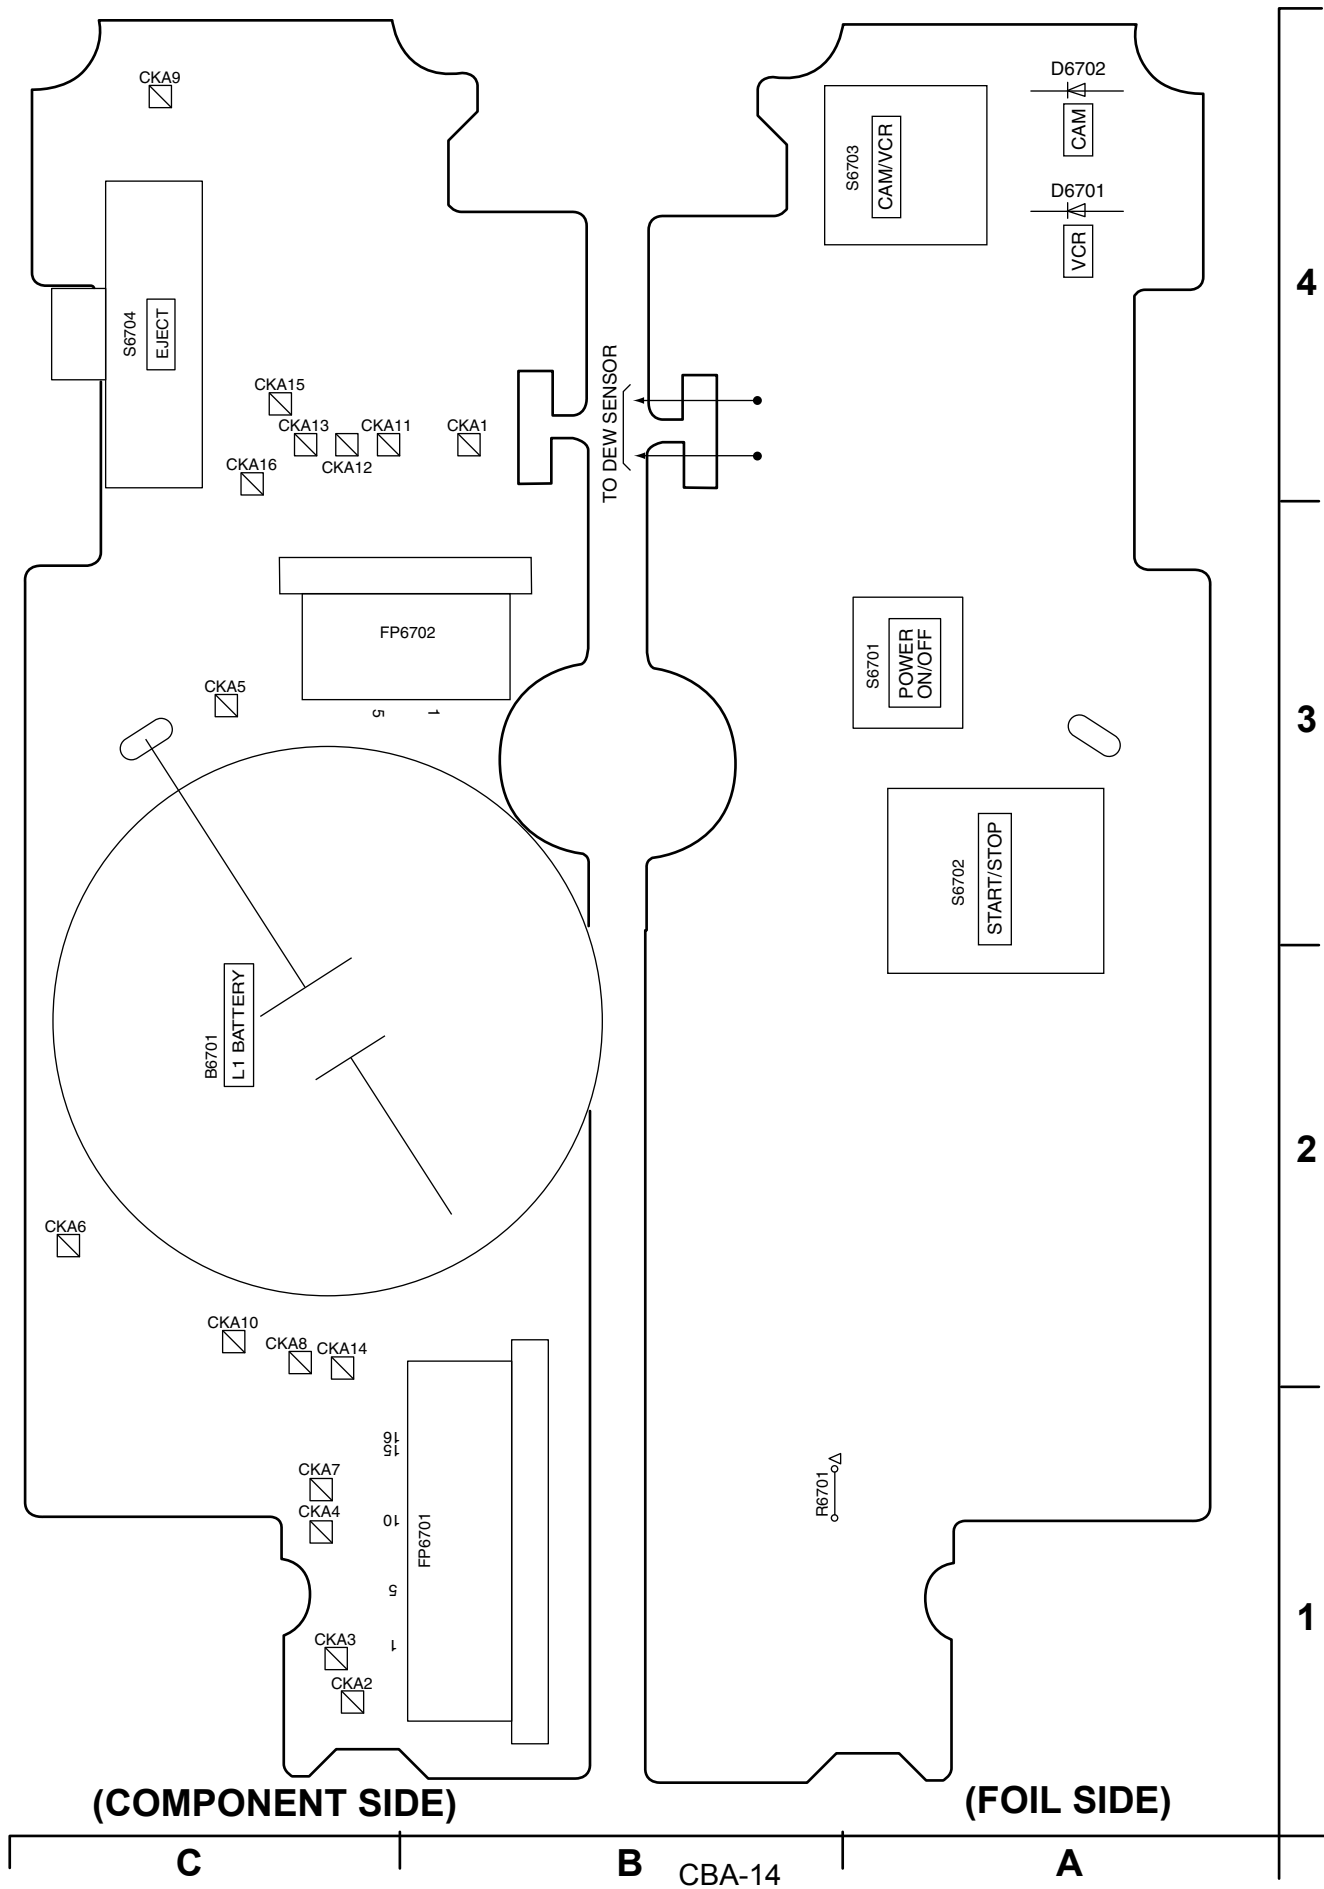 CKA9
S6704
EJECT
CKA15
CKA13
CKA11
CKA1
CKA12
CKA16
TO DEW SENSOR
FP6702
CKA5
5
1
B6701
L1 BATTERY
CKA6
CKA10
CKA8
CKA14
16
15
CKA7
CKA4
10
FP6701
5
CKA3
1
CKA2
(COMPONENT SIDE)
S6703
CAM/VCR
D6702
CAM
D6701
VCR
S6701
POWER
ON/OFF
S6702
START/STOP
R6701
(FOIL SIDE)
4
3
2
1
C
B
A
CBA-14